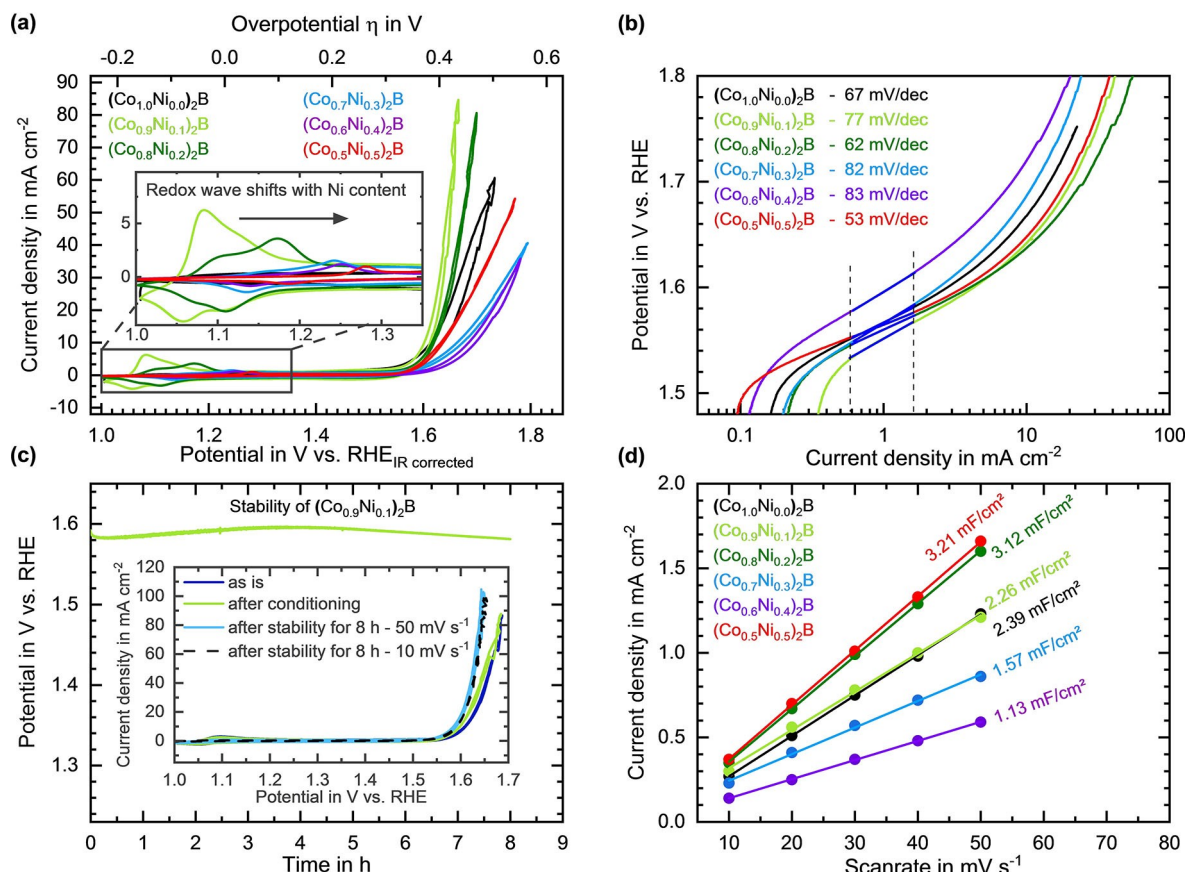 (a)
Overpotential η in V
-0.2 0.0 0.2 0.4 0.6
90
80
70
60
50
40
30
20
10
0
-10
Current density in mA cm⁻²
(Co₁.₀Ni₀.₀)₂B
(Co₀.₉Ni₀.₁)₂B
(Co₀.₈Ni₀.₂)₂B
(Co₀.₇Ni₀.₃)₂B
(Co₀.₆Ni₀.₄)₂B
(Co₀.₅Ni₀.₅)₂B
Redox wave shifts with Ni content
5
0
1.0 1.1 1.2 1.3
1.0 1.2 1.4 1.6 1.8
Potential in V vs. RHE IR corrected
(b)
1.8
1.7
1.6
1.5
Potential in V vs. RHE
(Co₁.₀Ni₀.₀)₂B - 67 mV/dec
(Co₀.₉Ni₀.₁)₂B - 77 mV/dec
(Co₀.₈Ni₀.₂)₂B - 62 mV/dec
(Co₀.₇Ni₀.₃)₂B - 82 mV/dec
(Co₀.₆Ni₀.₄)₂B - 83 mV/dec
(Co₀.₅Ni₀.₅)₂B - 53 mV/dec
0.1 1 10 100
Current density in mA cm⁻²
(c)
1.6
1.5
1.4
1.3
Potential in V vs. RHE
Stability of (Co₀.₉Ni₀.₁)₂B
120
100
80
60
40
20
0
Current density in mA cm⁻²
as is
after conditioning
after stability for 8 h - 50 mV s⁻¹
after stability for 8 h - 10 mV s⁻¹
1.0 1.1 1.2 1.3 1.4 1.5 1.6 1.7
Potential in V vs. RHE
0 1 2 3 4 5 6 7 8 9
Time in h
(d)
2.0
1.5
1.0
0.5
0.0
Current density in mA cm⁻²
(Co₁.₀Ni₀.₀)₂B
(Co₀.₉Ni₀.₁)₂B
(Co₀.₈Ni₀.₂)₂B
(Co₀.₇Ni₀.₃)₂B
(Co₀.₆Ni₀.₄)₂B
(Co₀.₅Ni₀.₅)₂B
3.21 mF/cm²
3.12 mF/cm²
2.26 mF/cm²
2.39 mF/cm²
1.57 mF/cm²
1.13 mF/cm²
10 20 30 40 50 60 70 80
Scanrate in mV s⁻¹